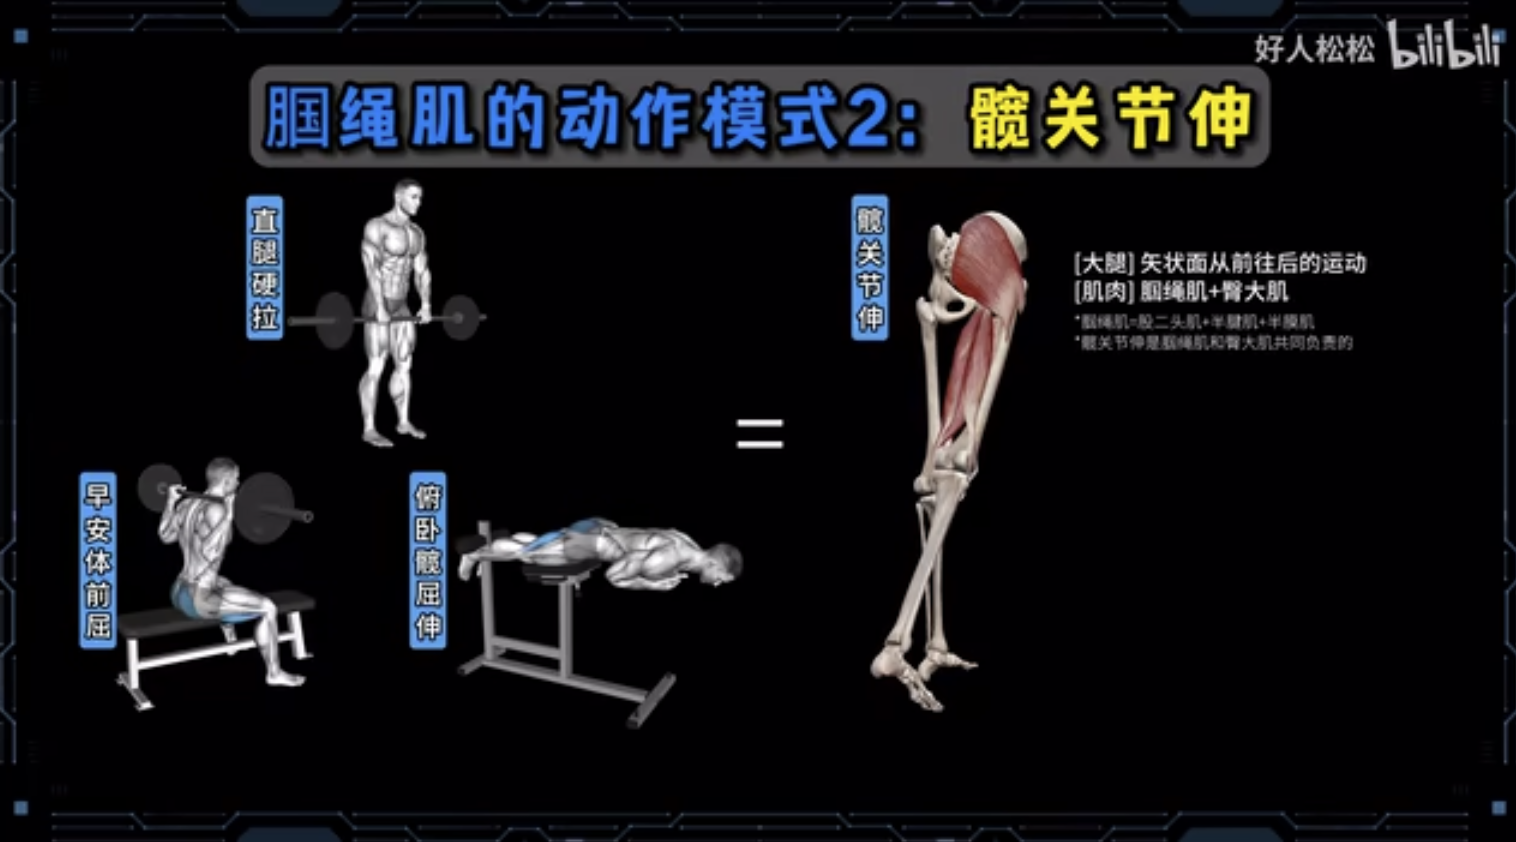 好人松松 bilibili
腘绳肌的动作模式2：髋关节伸
直腿硬拉
髋关节伸
[大腿] 矢状面从前往后的运动
[肌肉] 腘绳肌+臀大肌
*腘绳肌=股二头肌+半腱肌+半膜肌
*髋关节伸是腘绳肌和臀大肌共同负责的
=
早安体前屈
俯卧髋屈伸